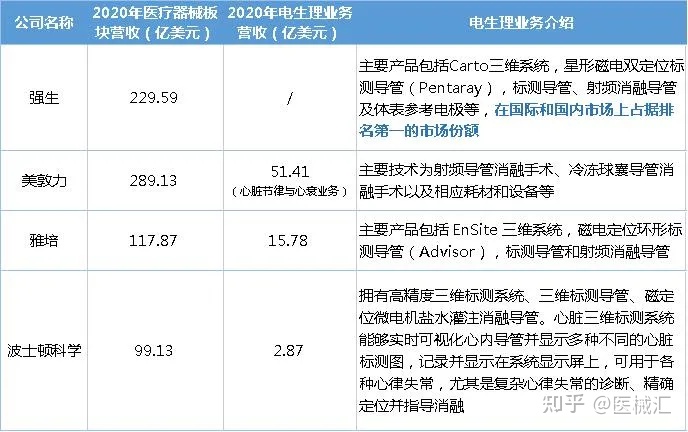 公司名称
2020年医疗器械板
块营收（亿美元）
2020年电生理业务
营收（亿美元）
电生理业务介绍
强生
229.59
/
主要产品包括Carto三维系统，星形磁电双定位标
测导管（Pentaray），标测导管、射频消融导管
及体表参考电极等，在国际和国内市场上占据排
名第一的市场份额
美敦力
289.13
51.41
（心脏节律与心衰业务）
主要技术为射频导管消融手术、冷冻球囊导管消
融手术以及相应耗材和设备等
雅培
117.87
15.78
主要产品包括 EnSite 三维系统，磁电定位环形标
测导管（Advisor），标测导管和射频消融导管
波士顿科学
99.13
2.87
拥有高精度三维标测系统、三维标测导管、磁定
位微电机盐水灌注消融导管。心脏三维标测系统
能够实时可视化心内导管并显示多种不同的心脏
标测图，记录并显示在系统显示屏上，可用于各
种心律失常，尤其是复杂心律失常的诊断、精确
定位并指导消融
知乎 @医械汇